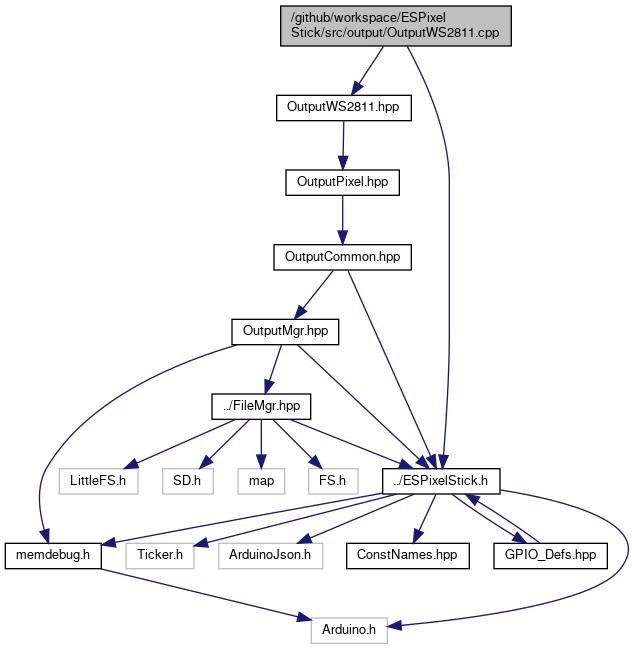 /github/workspace/ESPixel
Stick/src/output/OutputWS2811.cpp
OutputWS2811.hpp
OutputPixel.hpp
OutputCommon.hpp
OutputMgr.hpp
../FileMgr.hpp
LittleFS.h
SD.h
map
FS.h
../ESPixelStick.h
memdebug.h
Ticker.h
ArduinoJson.h
ConstNames.hpp
GPIO_Defs.hpp
Arduino.h